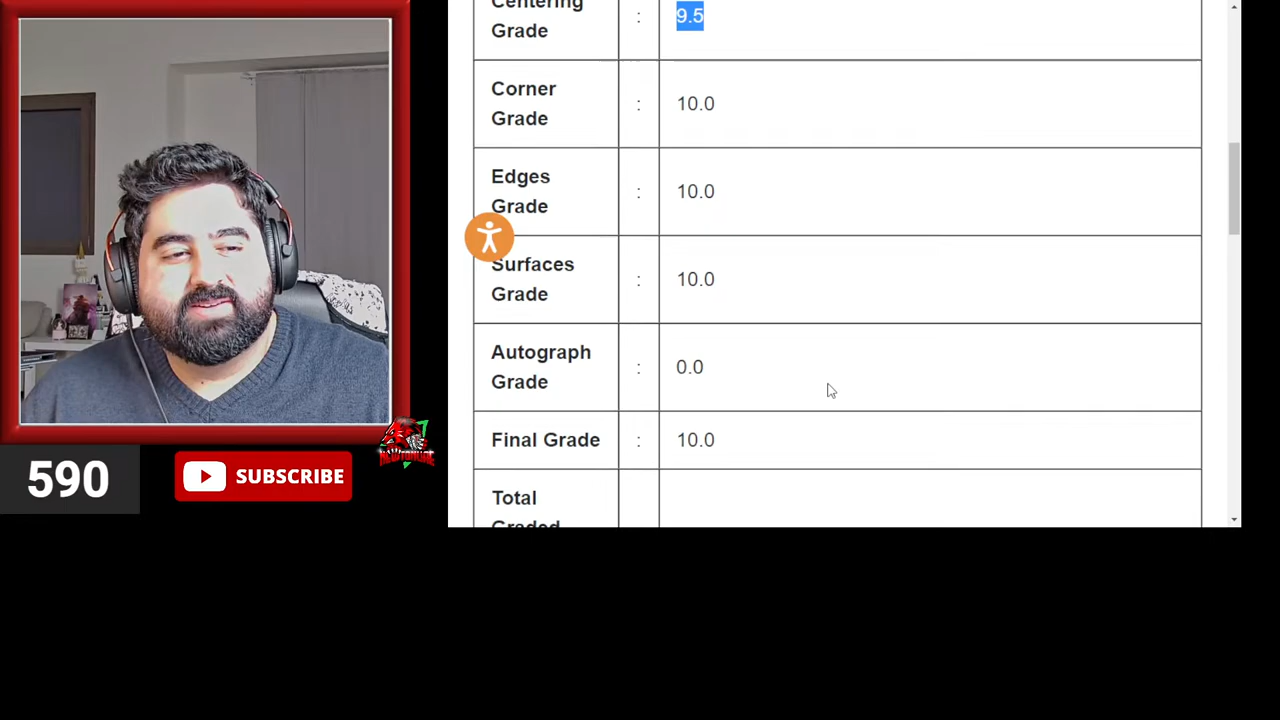 Centering
Grade
:
9.5
Corner
Grade
:
10.0
Edges
Grade
:
10.0
Surfaces
Grade
:
10.0
Autograph
Grade
:
0.0
Final Grade
:
10.0
Total
Graded
590
SUBSCRIBE